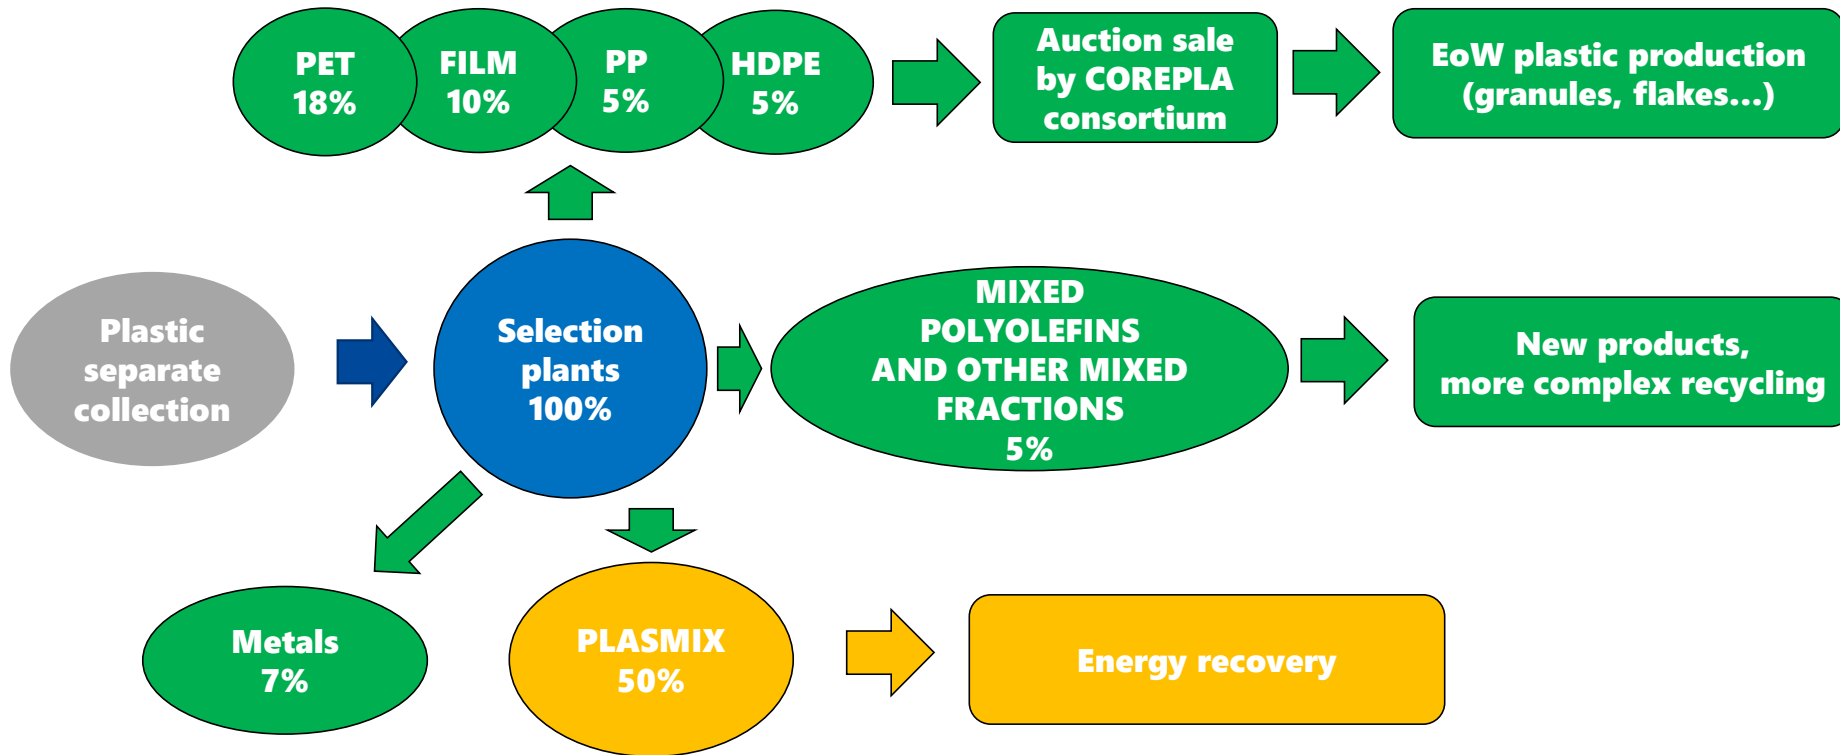 PET
18%
FILM
10%
PP
5%
HDPE
5%
Auction sale
by COREPLA
consortium
EoW plastic production
(granules, flakes...)
Plastic
separate
collection
Selection
plants
100%
MIXED
POLYOLEFINS
AND OTHER MIXED
FRACTIONS
5%
New products,
more complex recycling
Metals
7%
PLASMIX
50%
Energy recovery